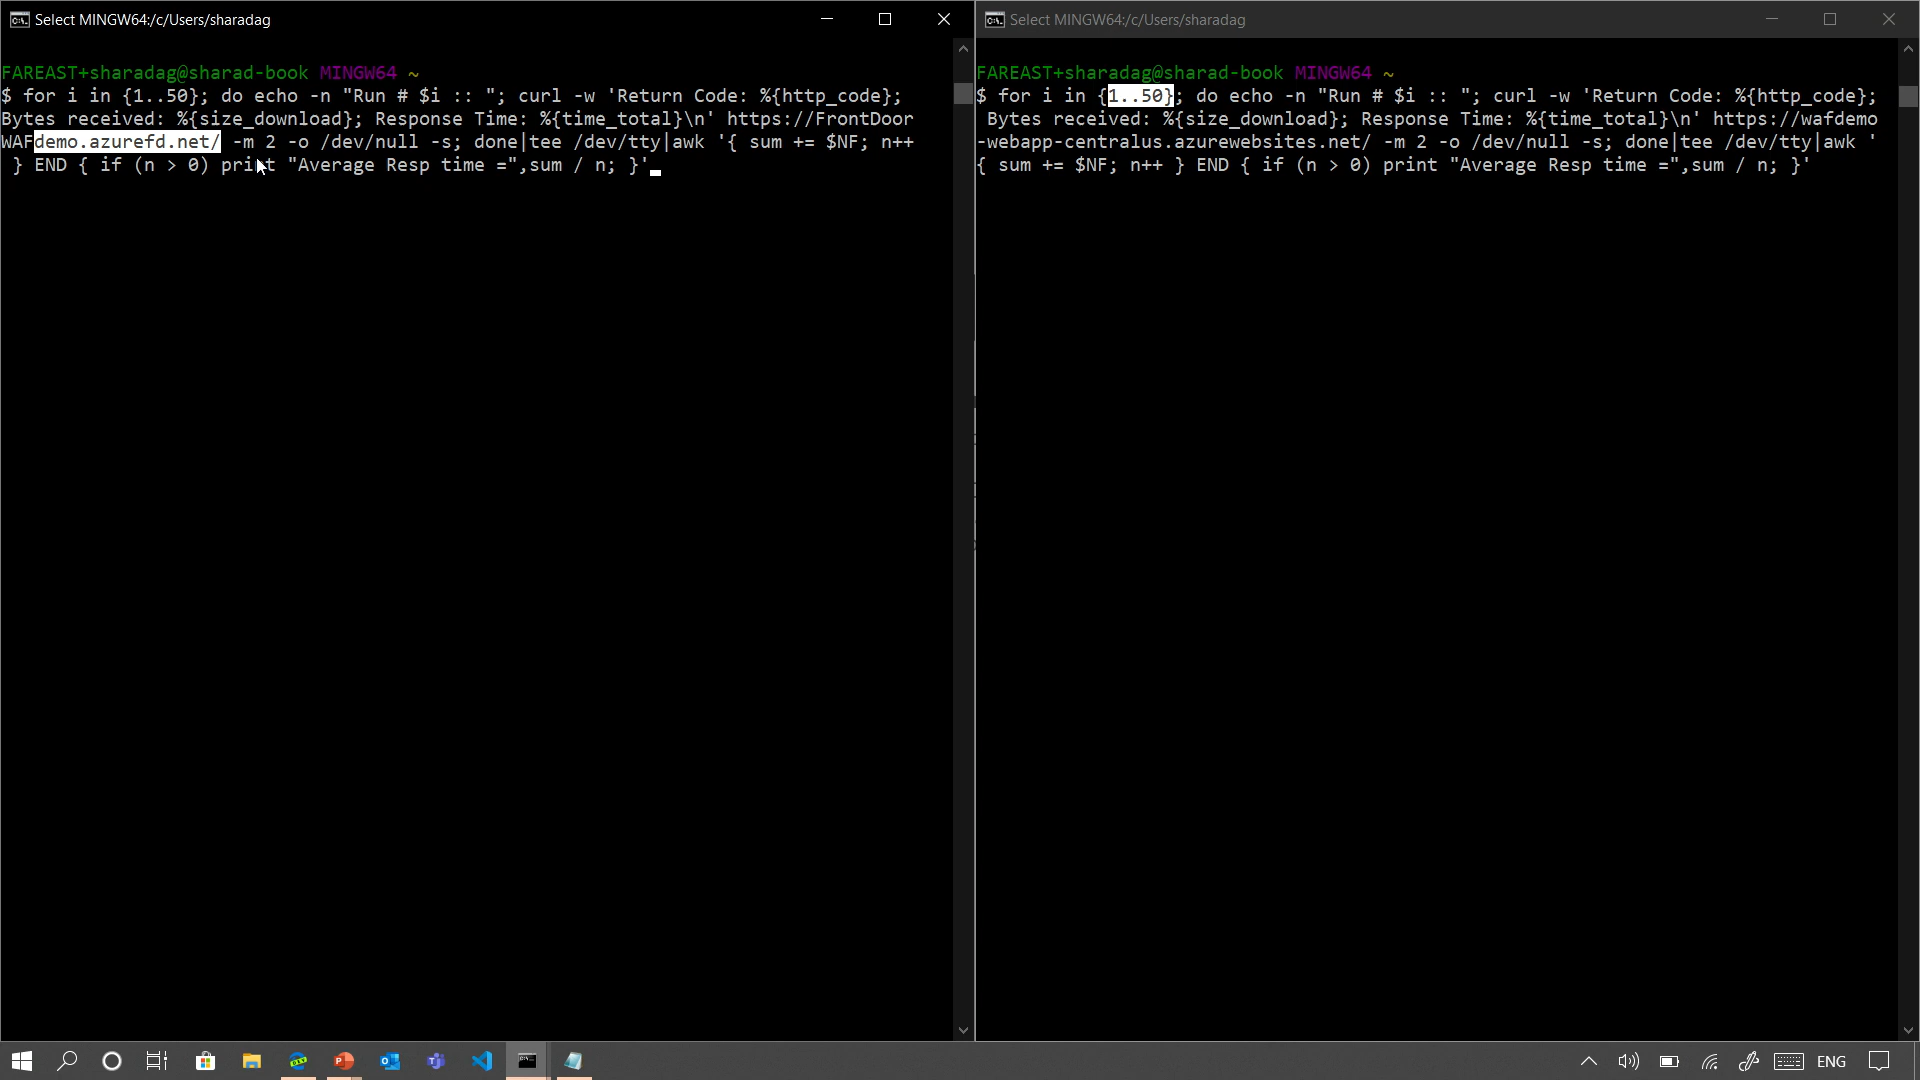 Select MINGW64:/c/Users/sharadag
FAREAST+sharadag@sharad-book MINGW64 ~
$ for i in {1..50}; do echo -n "Run # $i :: "; curl -w 'Return Code: %{http_code};
Bytes received: %{size_download}; Response Time: %{time_total}\n' https://FrontDoor
WAFdemo.azurefd.net/ -m 2 -o /dev/null -s; done|tee /dev/tty|awk '{ sum += $NF; n++
} END { if (n > 0) print "Average Resp time =",sum / n; }'
Select MINGW64:/c/Users/sharadag
FAREAST+sharadag@sharad-book MINGW64 ~
$ for i in {1..50}; do echo -n "Run # $i :: "; curl -w 'Return Code: %{http_code};
Bytes received: %{size_download}; Response Time: %{time_total}\n' https://wafdemo
-webapp-centralus.azurewebsites.net/ -m 2 -o /dev/null -s; done|tee /dev/tty|awk '
{ sum += $NF; n++ } END { if (n > 0) print "Average Resp time =",sum / n; }'
ENG